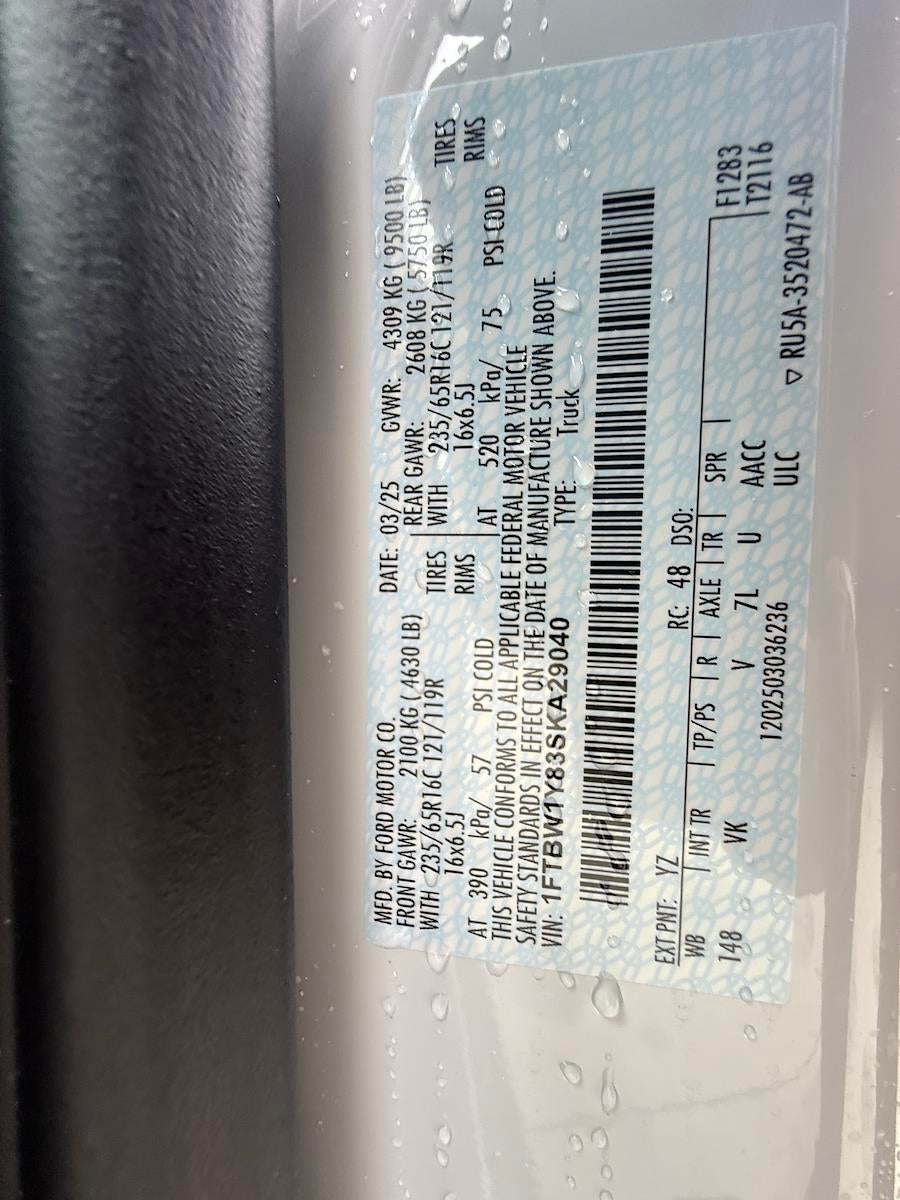 MFD. BY FORD MOTOR CO.
DATE: 03/25 GVWR: 4309 KG ( 9500 LB)
FRONT GAWR: 2100 KG ( 4630 LB) REAR GAWR: 2608 KG ( 5750 LB)
WITH 235/65R16C 121/119R TIRES WITH 235/65R16C 121/119R TIRES
16x6.5J RIMS 16x6.5J RIMS
AT 390 kPa/ 57 PSI COLD AT 520 kPa/ 75 PSI COLD
THIS VEHICLE CONFORMS TO ALL APPLICABLE FEDERAL MOTOR VEHICLE
SAFETY STANDARDS IN EFFECT ON THE DATE OF MANUFACTURE SHOWN ABOVE.
VIN: 1FTBW1Y83SKA29040 TYPE: Truck
EXT PNT: YZ RC: 48 DSO:
WB INT TR TP/PS R AXLE TR SPR F1283
148 VK V 7L U AACC T2116
120250303623​6 ULC ▽ RU5A-3520472-AB